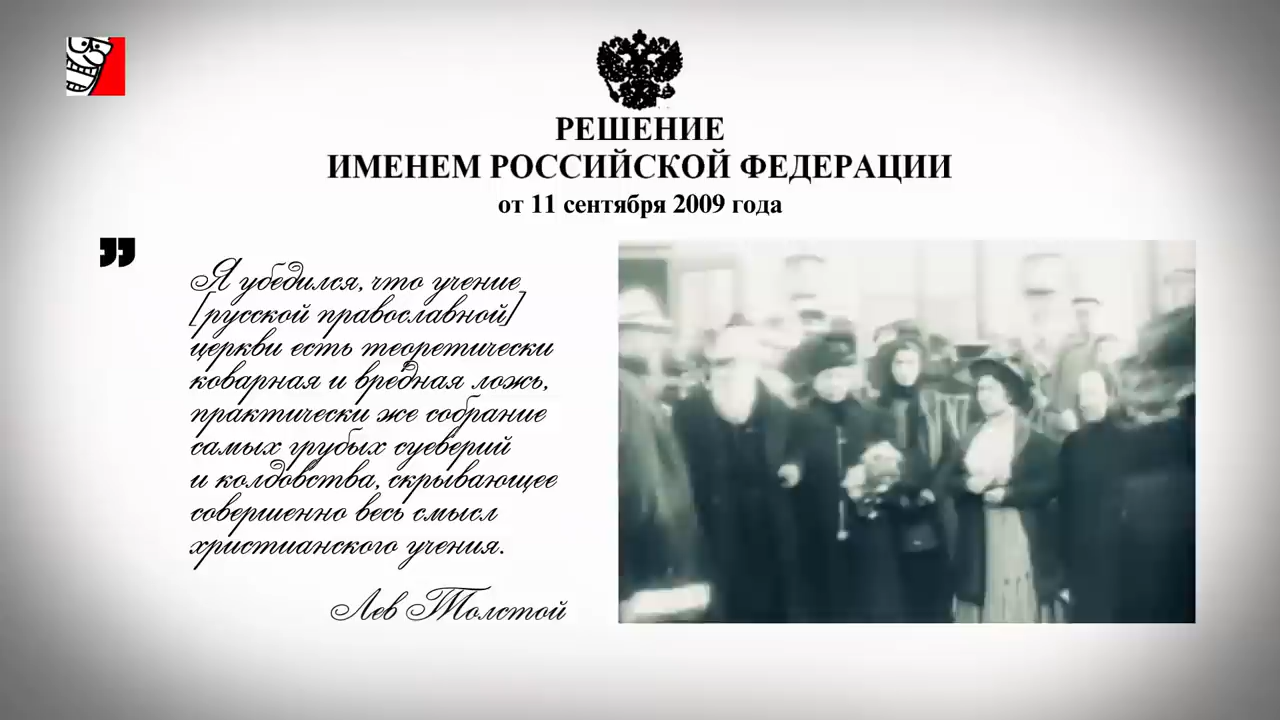 РЕШЕНИЕ
ИМЕНЕМ РОССИЙСКОЙ ФЕДЕРАЦИИ
от 11 сентября 2009 года
”
Я убедился, что учение
[русской православной]
церкви есть теоретически
коварная и вредная ложь,
практически же собрание
самых грубых суеверий
и колдовства, скрывающее
совершенно весь смысл
христианского учения.
Лев Толстой